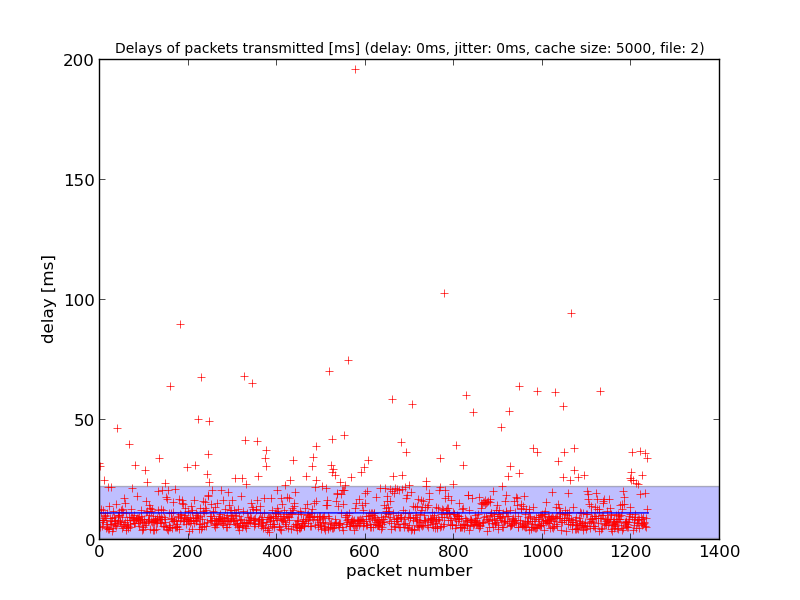 Delays of packets transmitted [ms] (delay: 0ms, jitter: 0ms, cache size: 5000, file: 2)
200
150
100
50
0
delay [ms]
0 200 400 600 800 1000 1200 1400
packet number